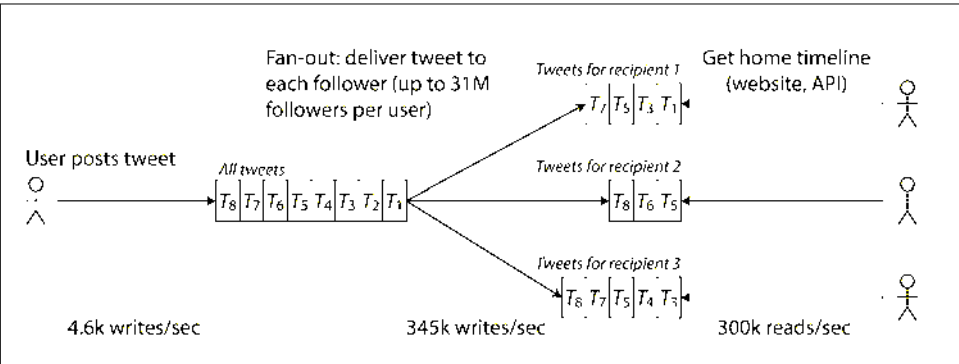 Fan-out: deliver tweet to
each follower (up to 31M
followers per user)
Tweets for recipient 1
Get home timeline
(website, API)
T7 T5 T3 T1
User posts tweet
All tweets
T8 T7 T6 T5 T4 T3 T2 T1
Tweets for recipient 2
T8 T6 T5
Tweets for recipient 3
T8 T7 T5 T4 T3
4.6k writes/sec
345k writes/sec
300k reads/sec